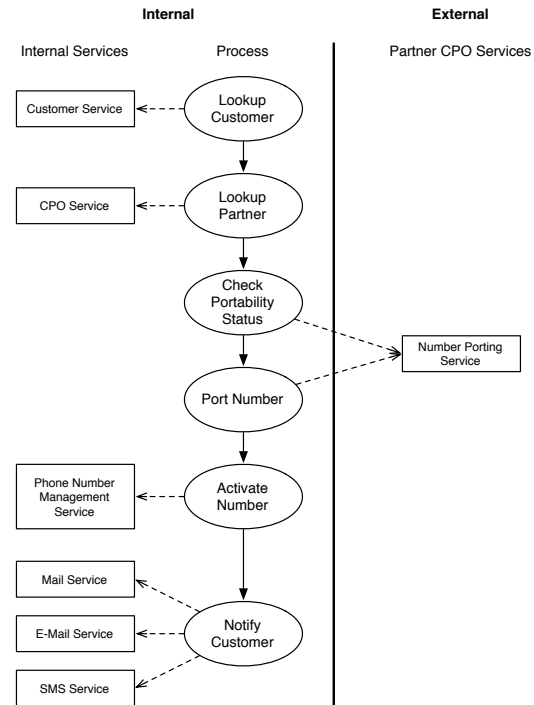 Internal
External
Internal Services
Process
Partner CPO Services
Customer Service
Lookup
Customer
CPO Service
Lookup
Partner
Check
Portability
Status
Number Porting
Service
Port Number
Phone Number
Management
Service
Activate
Number
Mail Service
E-Mail Service
Notify
Customer
SMS Service